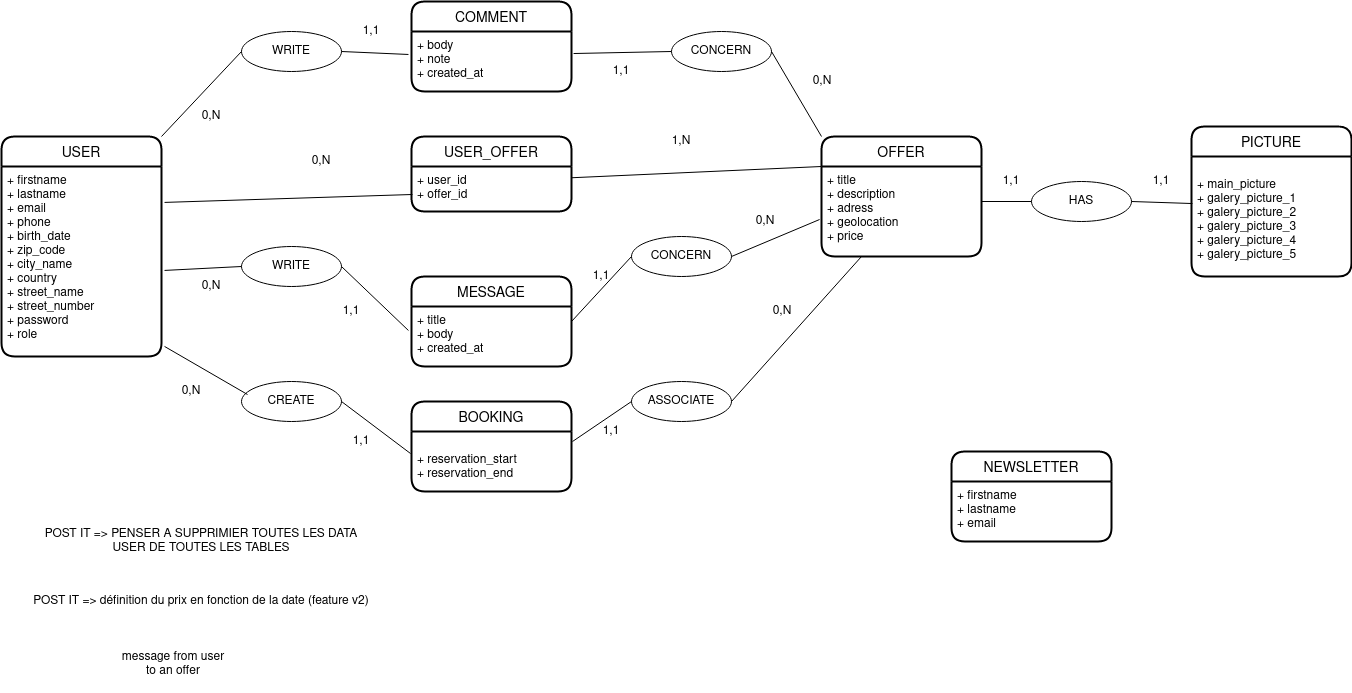 COMMENT
+ body
+ note
+ created_at
WRITE
1,1
0,N
CONCERN
1,1
0,N
USER
+ firstname
+ lastname
+ email
+ phone
+ birth_date
+ zip_code
+ city_name
+ country
+ street_name
+ street_number
+ password
+ role
0,N
USER_OFFER
+ user_id
+ offer_id
1,N
OFFER
+ title
+ description
+ adress
+ geolocation
+ price
1,1
HAS
1,1
PICTURE
+ main_picture
+ galery_picture_1
+ galery_picture_2
+ galery_picture_3
+ galery_picture_4
+ galery_picture_5
WRITE
0,N
1,1
MESSAGE
+ title
+ body
+ created_at
1,1
CONCERN
0,N
0,N
CREATE
1,1
BOOKING
+ reservation_start
+ reservation_end
1,1
ASSOCIATE
0,N
NEWSLETTER
+ firstname
+ lastname
+ email
POST IT => PENSER A SUPPRIMIER TOUTES LES DATA
USER DE TOUTES LES TABLES
POST IT => définition du prix en fonction de la date (feature v2)
message from user
to an offer